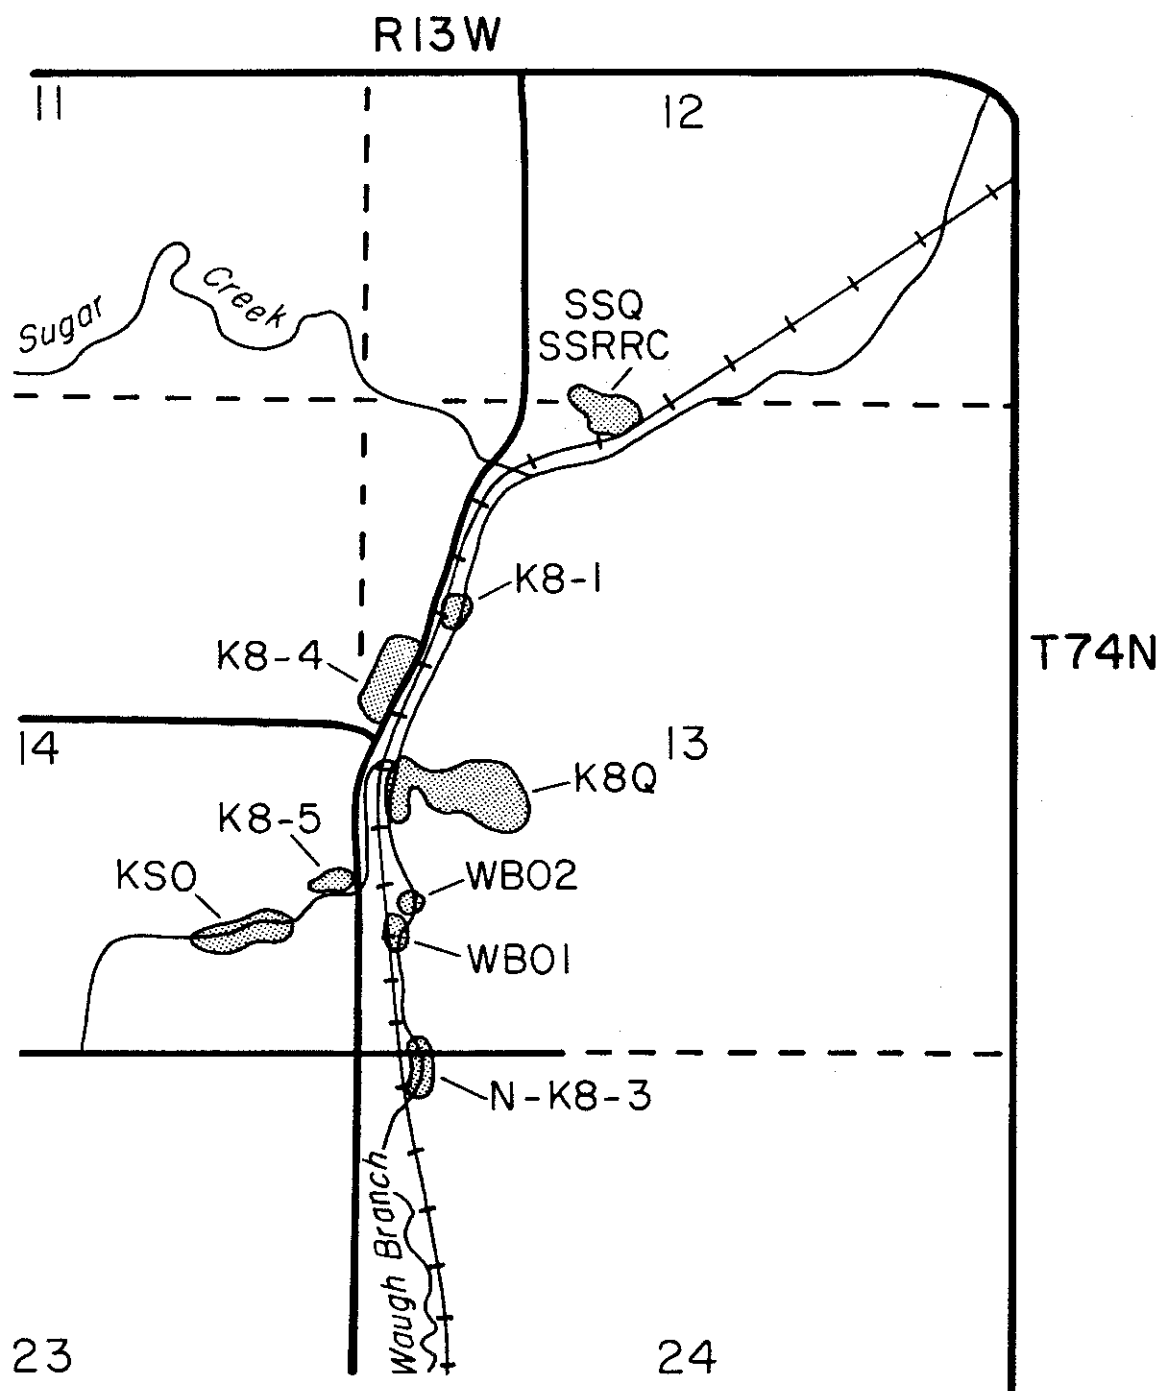 R13W
11
12
Sugar Creek
SSQ
SSRRC
K8-1
K8-4
T74N
14
13
K8Q
K8-5
KSO
WB02
WB01
N-K8-3
Waugh Branch
23
24